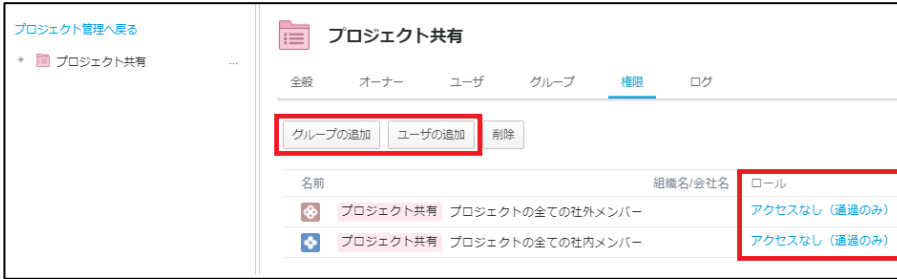 プロジェクト管理へ戻る
プロジェクト共有 ...
プロジェクト共有
全般 オーナー ユーザ グループ 権限 ログ
グループの追加 ユーザの追加 削除
名前 組織名/会社名 ロール
プロジェクト共有 プロジェクトの全ての社外メンバー アクセスなし（通過のみ）
プロジェクト共有 プロジェクトの全ての社内メンバー アクセスなし（通過のみ）